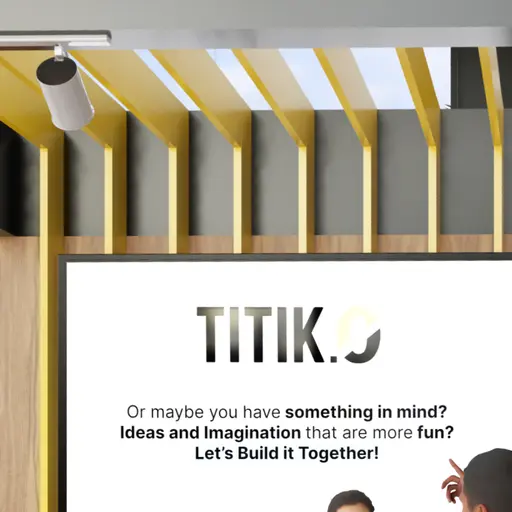 TITIK.O
Or maybe you have something in mind?
Ideas and Imagination that are more fun?
Let's Build it Together!